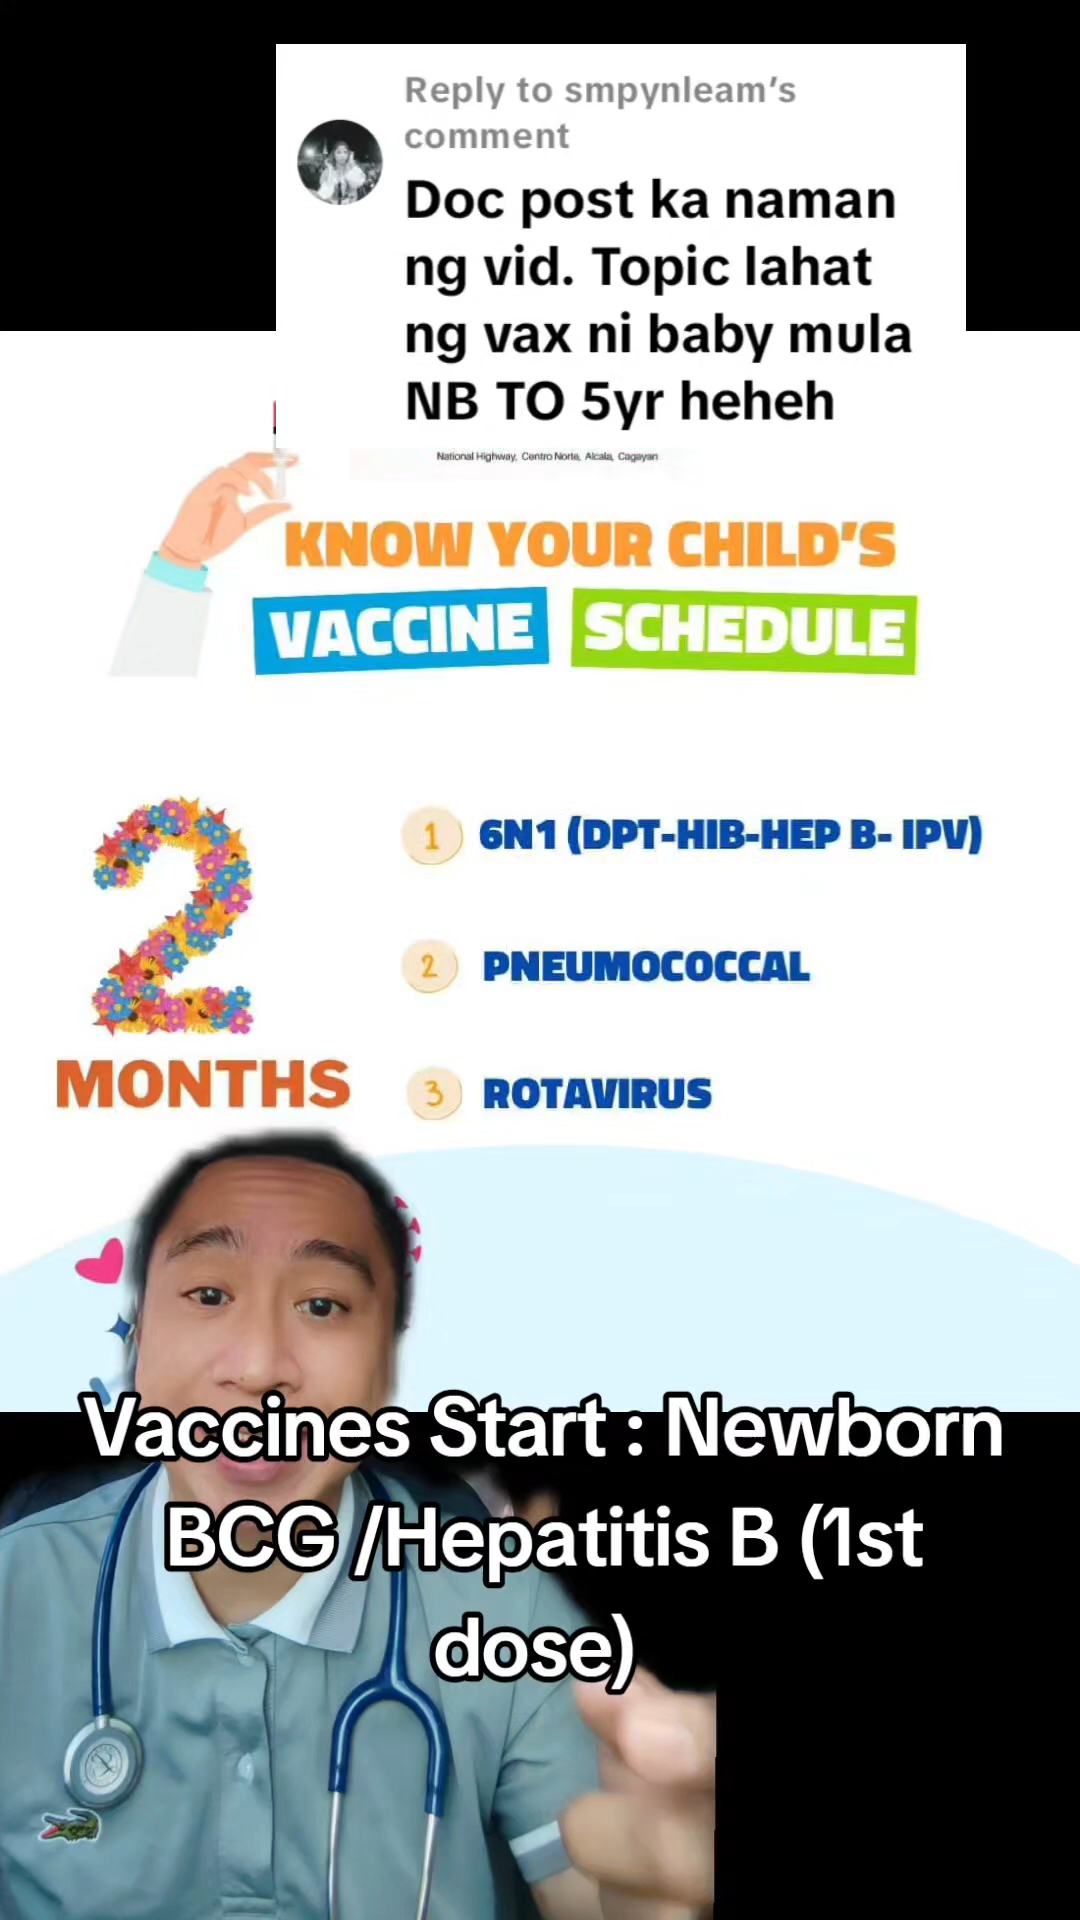 Reply to smpynleam's
comment
Doc post ka naman
ng vid. Topic lahat
ng vax ni baby mula
NB TO 5yr heheh
National Highway, Centro Norte, Alcala, Cagayan
KNOW YOUR CHILD'S
VACCINE SCHEDULE
2
MONTHS
1 6N1 (DPT-HIB-HEP B- IPV)
2 PNEUMOCOCCAL
3 ROTAVIRUS
Vaccines Start : Newborn
BCG /Hepatitis B (1st
dose)